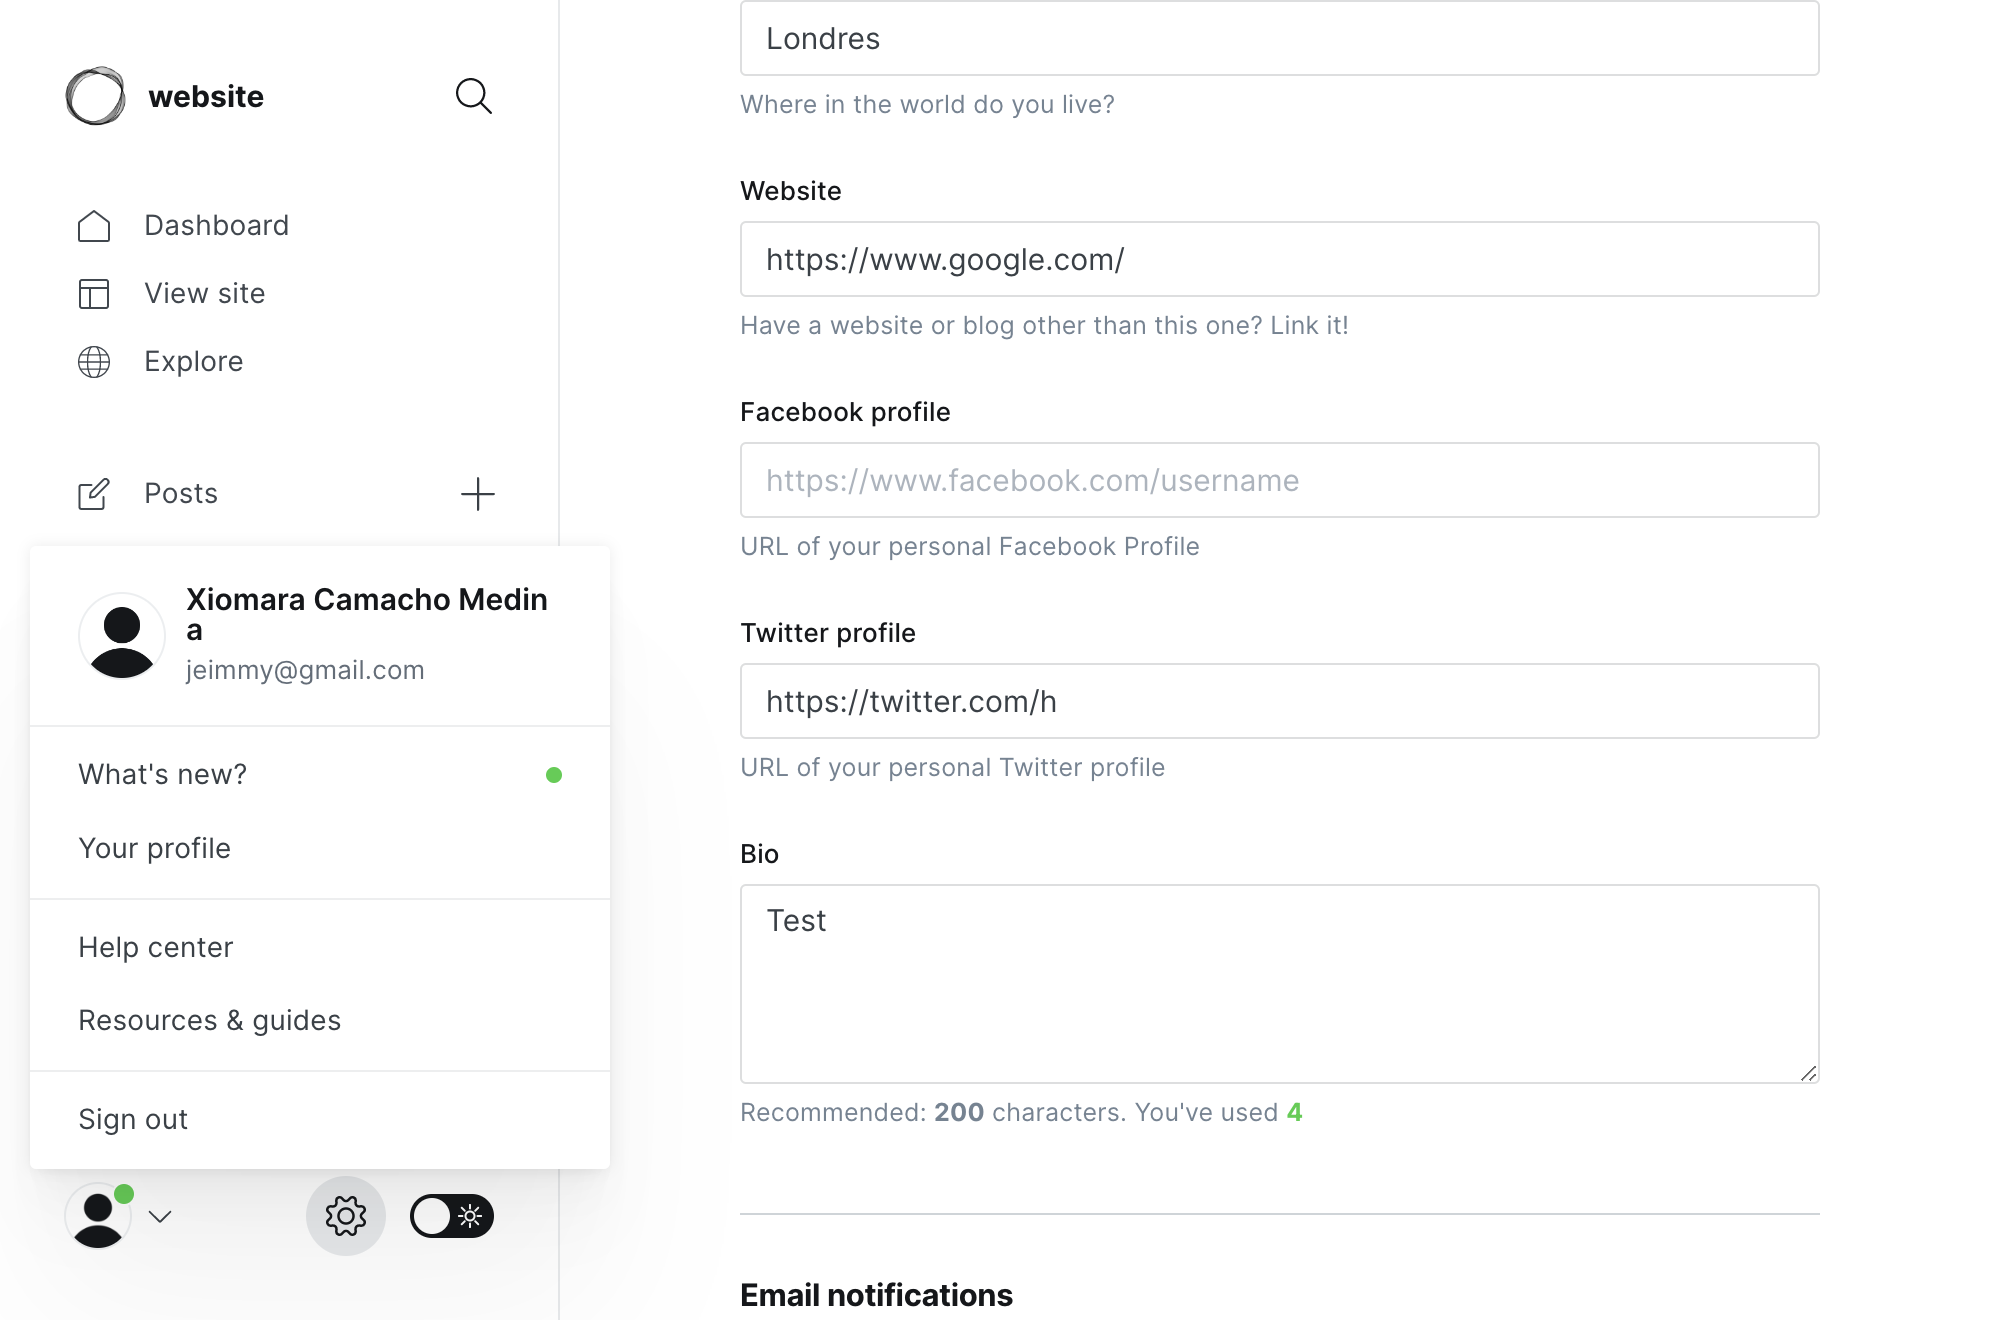 website
Dashboard
View site
Explore
Posts
Xiomara Camacho Medin
a
jeimmy@gmail.com
What's new?
Your profile
Help center
Resources & guides
Sign out
Londres
Where in the world do you live?
Website
https://www.google.com/
Have a website or blog other than this one? Link it!
Facebook profile
https://www.facebook.com/username
URL of your personal Facebook Profile
Twitter profile
https://twitter.com/h
URL of your personal Twitter profile
Bio
Test
Recommended: 200 characters. You've used 4
Email notifications